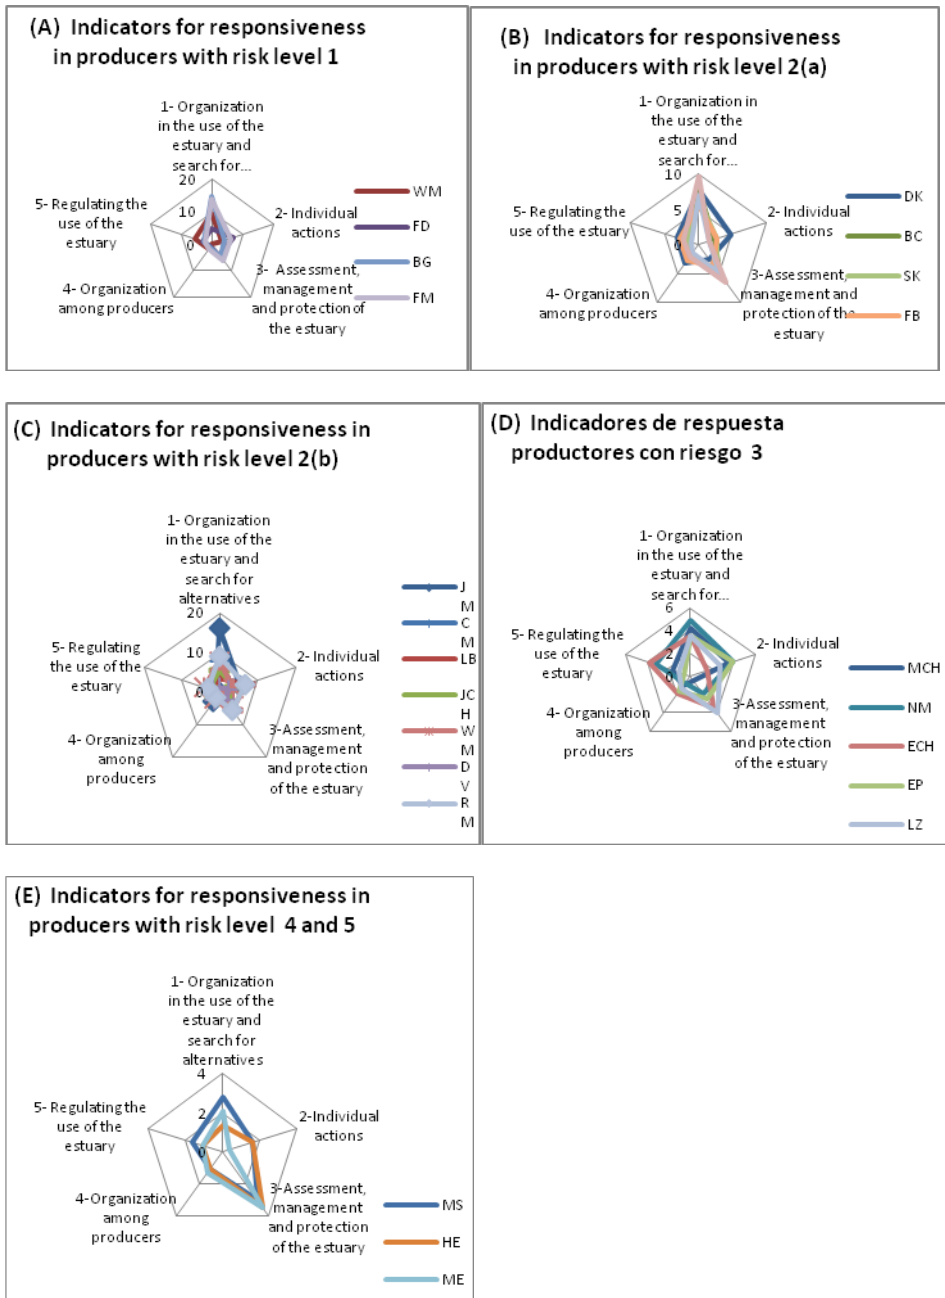 (A) Indicators for responsiveness
in producers with risk level 1
1- Organization
in the use of the
estuary and
search for...
20
10
0
2- Individual
actions
3- Assessment,
management
and protection of
the estuary
4- Organization
among producers
5- Regulating the
use of the
estuary
WM
FD
BG
FM
(B) Indicators for responsiveness
in producers with risk level 2(a)
1- Organization in
the use of the
estuary and
search for...
10
5
0
2- Individual
actions
3-Assessment,
management and
protection of the
estuary
4- Organization
among producers
5- Regulating the
use of the estuary
DK
BC
SK
FB
(C) Indicators for responsiveness in
producers with risk level 2(b)
1- Organization
in the use of the
estuary and
search for
alternatives
20
10
0
2- Individual
actions
3-Assessment,
management
and protection
of the estuary
4- Organization
among
producers
5- Regulating
the use of the
estuary
J
M
C
M
LB
JC
H
W
M
D
V
R
M
(D) Indicadores de respuesta
productores con riesgo 3
1- Organization
in the use of the
estuary and
search for...
6
4
2
0
2- Individual
actions
3-Assessment,
management
and protection
of the estuary
4- Organization
among
producers
5- Regulating the
use of the
estuary
MCH
NM
ECH
EP
LZ
(E) Indicators for responsiveness in
producers with risk level 4 and 5
1- Organization
in the use of the
estuary and
search for
alternatives
4
2
0
2-Individual
actions
3-Assessment,
management
and protection
of the estuary
4-Organization
among
producers
5- Regulating the
use of the
estuary
MS
HE
ME